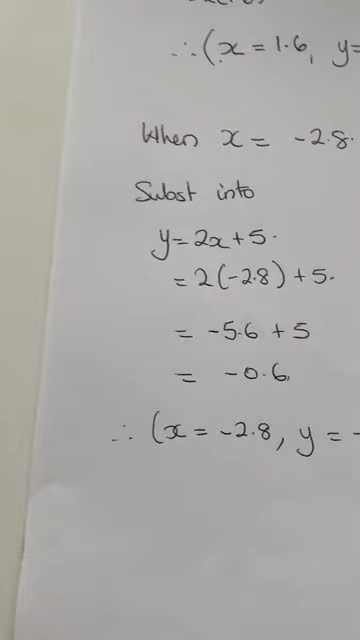 ∴ (x = 1.6, y =
When x = -2.8.
Subst into
y = 2x + 5.
= 2(-2.8) + 5.
= -5.6 + 5
= -0.6.
∴ (x = -2.8, y = -